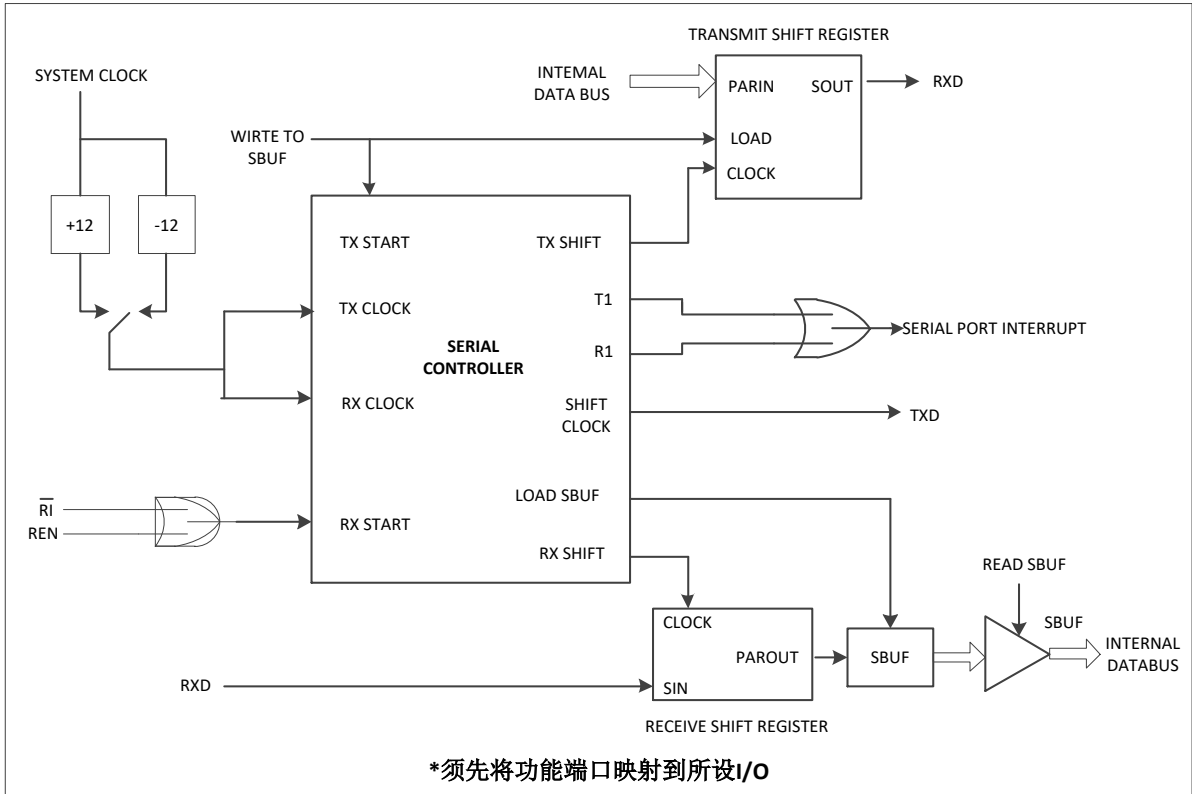 TRANSMIT SHIFT REGISTER
SYSTEM CLOCK
INTEMAL
DATA BUS
PARIN
SOUT
RXD
WIRTE TO
SBUF
LOAD
CLOCK
+12
-12
TX START
TX SHIFT
TX CLOCK
T1
SERIAL PORT INTERRUPT
SERIAL
CONTROLLER
R1
RX CLOCK
SHIFT
CLOCK
TXD
LOAD SBUF
R̅I̅
REN
RX START
RX SHIFT
READ SBUF
CLOCK
SBUF
PAROUT
SBUF
INTERNAL
DATABUS
RXD
SIN
RECEIVE SHIFT REGISTER
*须先将功能端口映射到所设I/O